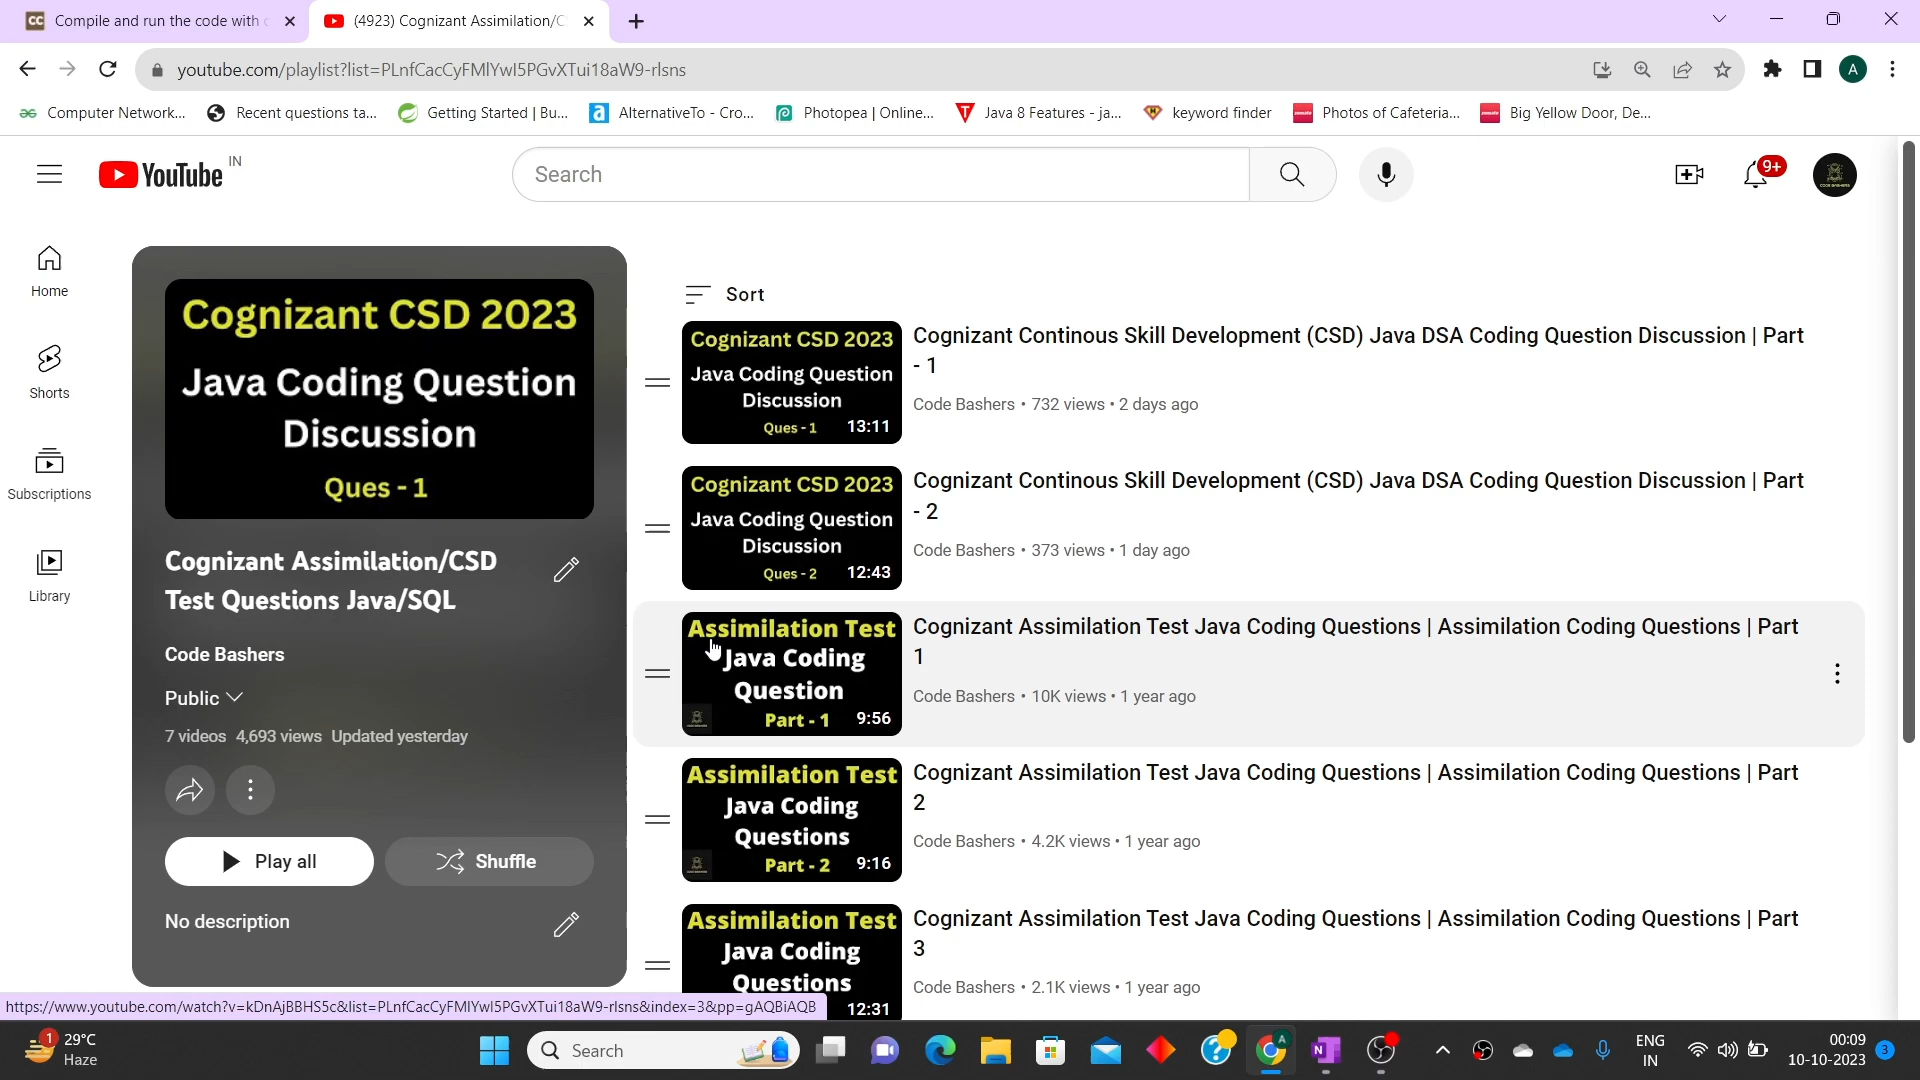 Compile and run the code with
(4923) Cognizant Assimilation/C
youtube.com/playlist?list=PLnfCacCyFMIYwI5PGvXTui18aW9-rlsns
A
Computer Network...
Recent questions ta...
Getting Started | Bu...
AlternativeTo - Cro...
Photopea | Online...
Java 8 Features - ja...
keyword finder
Photos of Cafeteria...
Big Yellow Door, De...
YouTube IN
Search
9+
Home
Shorts
Subscriptions
Library
Cognizant CSD 2023
Java Coding Question
Discussion
Ques - 1
Cognizant Assimilation/CSD
Test Questions Java/SQL
Code Bashers
Public
7 videos 4,693 views Updated yesterday
Play all
Shuffle
No description
Sort
Cognizant CSD 2023
Java Coding Question
Discussion
Ques - 1 13:11
Cognizant Continous Skill Development (CSD) Java DSA Coding Question Discussion | Part
- 1
Code Bashers • 732 views • 2 days ago
Cognizant CSD 2023
Java Coding Question
Discussion
Ques - 2 12:43
Cognizant Continous Skill Development (CSD) Java DSA Coding Question Discussion | Part
- 2
Code Bashers • 373 views • 1 day ago
Assimilation Test
Java Coding
Question
Part - 1 9:56
Cognizant Assimilation Test Java Coding Questions | Assimilation Coding Questions | Part
1
Code Bashers • 10K views • 1 year ago
Assimilation Test
Java Coding
Questions
Part - 2 9:16
Cognizant Assimilation Test Java Coding Questions | Assimilation Coding Questions | Part
2
Code Bashers • 4.2K views • 1 year ago
Assimilation Test
Java Coding
Questions
12:31
Cognizant Assimilation Test Java Coding Questions | Assimilation Coding Questions | Part
3
Code Bashers • 2.1K views • 1 year ago
https://www.youtube.com/watch?v=kDnAjBBHS5c&list=PLnfCacCyFMIYwI5PGvXTui18aW9-rlsns&index=3&pp=gAQBiAQB
1
29°C
Haze
Search
ENG
IN
00:09
10-10-2023
3